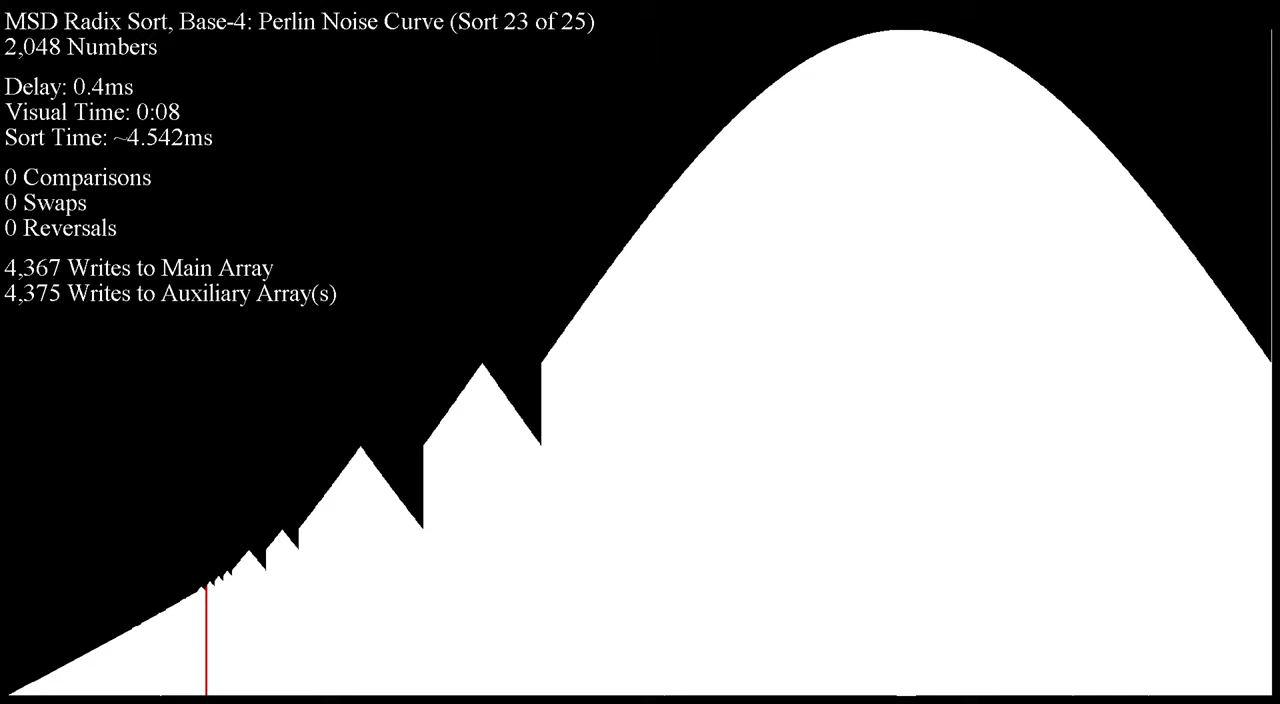 MSD Radix Sort, Base-4: Perlin Noise Curve (Sort 23 of 25)
2,048 Numbers
Delay: 0.4ms
Visual Time: 0:08
Sort Time: ~4.542ms
0 Comparisons
0 Swaps
0 Reversals
4,367 Writes to Main Array
4,375 Writes to Auxiliary Array(s)